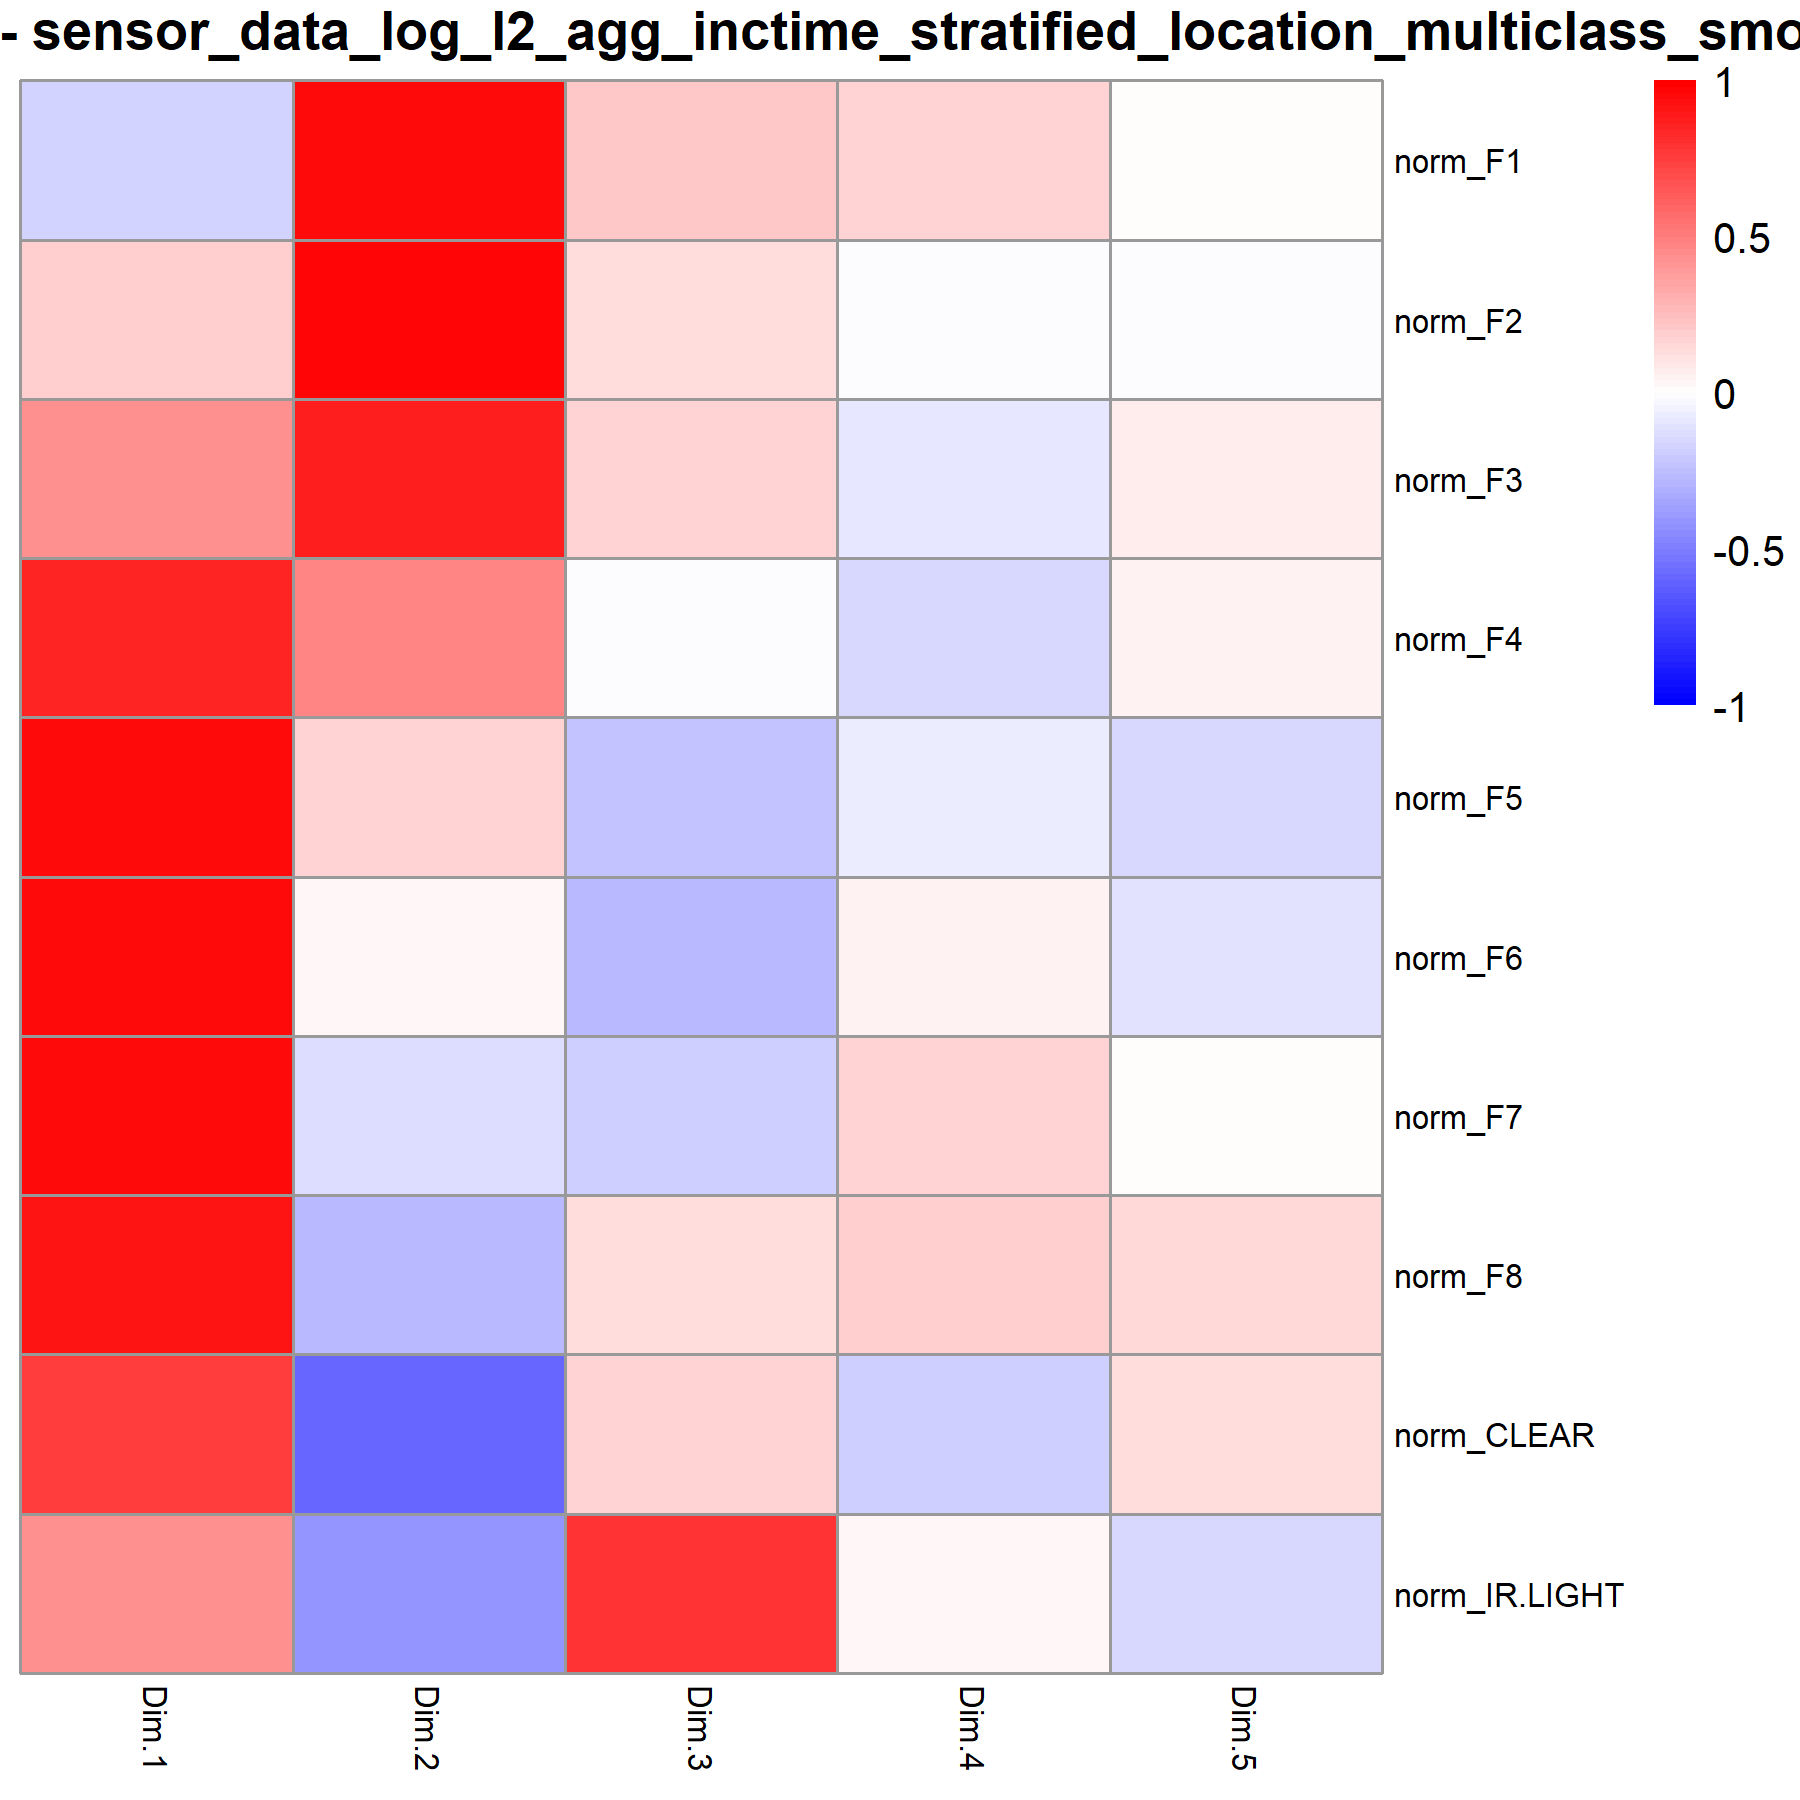 - sensor_data_log_l2_agg_inctime_stratified_location_multiclass_smo
1
0.5
0
-0.5
-1
norm_F1
norm_F2
norm_F3
norm_F4
norm_F5
norm_F6
norm_F7
norm_F8
norm_CLEAR
norm_IR.LIGHT
Dim.1
Dim.2
Dim.3
Dim.4
Dim.5